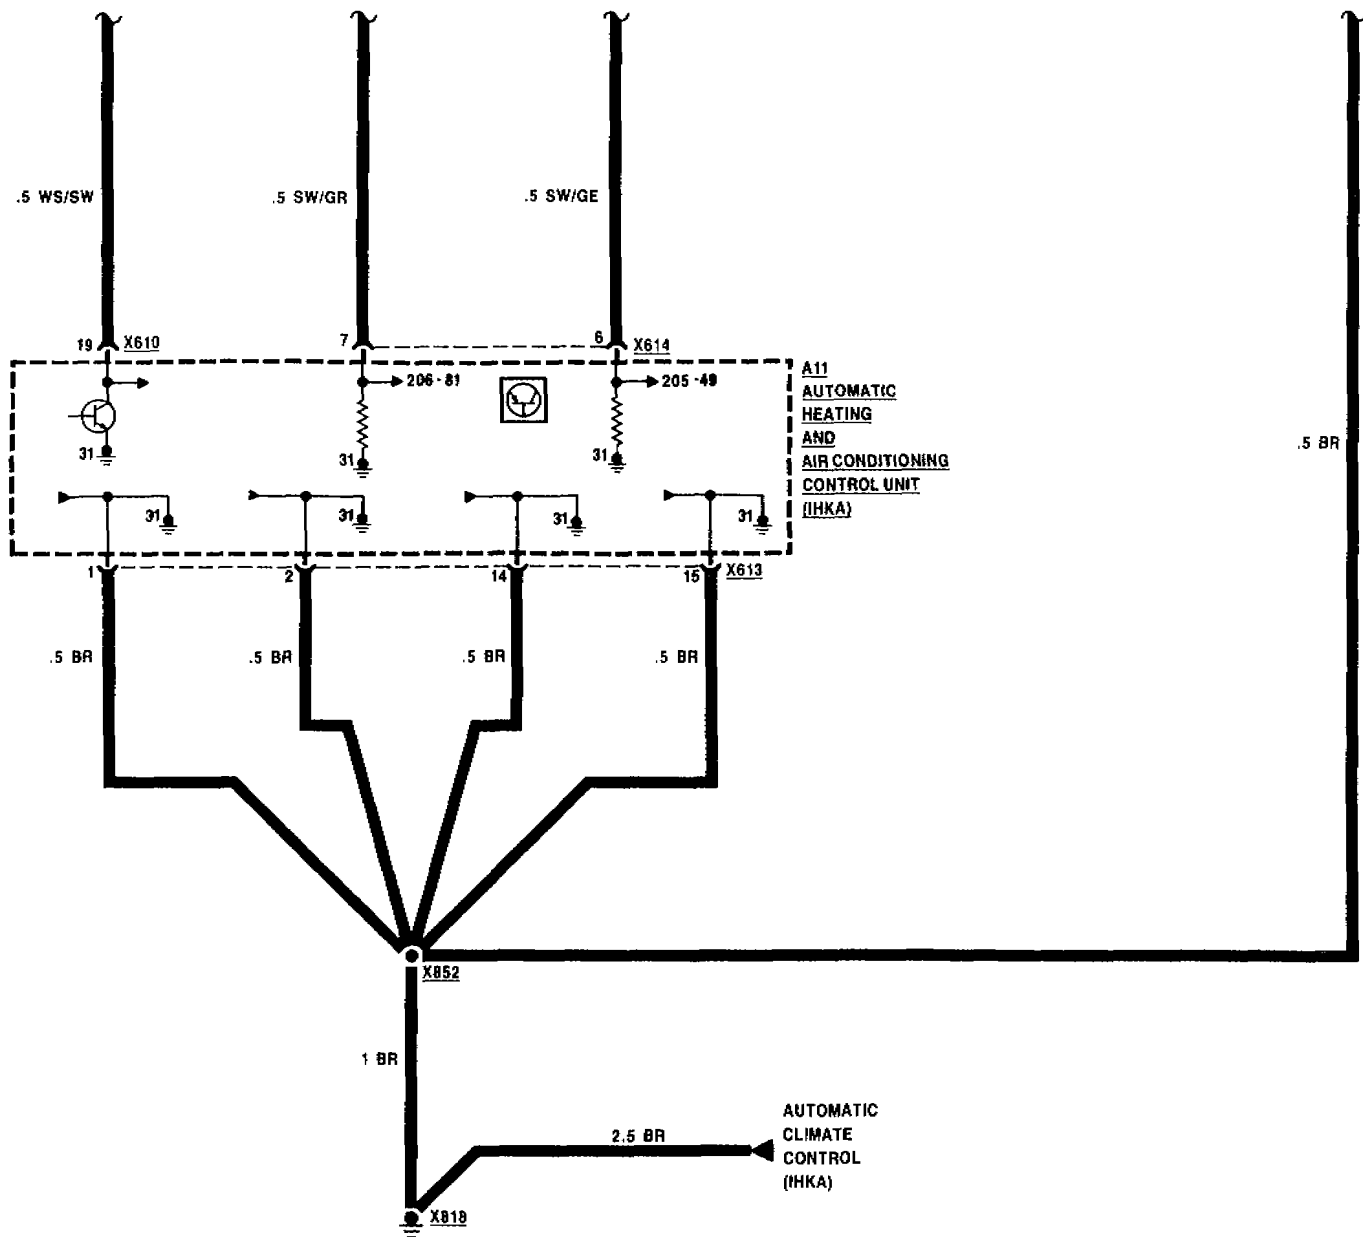 .5 WS/SW
.5 SW/GR
.5 SW/GE
19 X610
7
6 X614
206-81
205-49
31
31
31
A11
AUTOMATIC
HEATING
AND
AIR CONDITIONING
CONTROL UNIT
(IHKA)
.5 BR
31
31
31
31
1
2
14
15 X613
.5 BR
.5 BR
.5 BR
.5 BR
X852
1 BR
2.5 BR
AUTOMATIC
CLIMATE
CONTROL
(IHKA)
X818